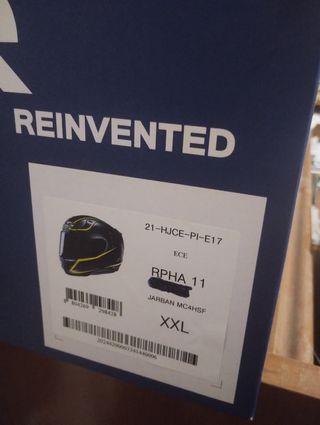 R
REINVENTED
21-HJCE-PI-E17
ECE
RPHA 11
JARBAN MC4HSF
XXL